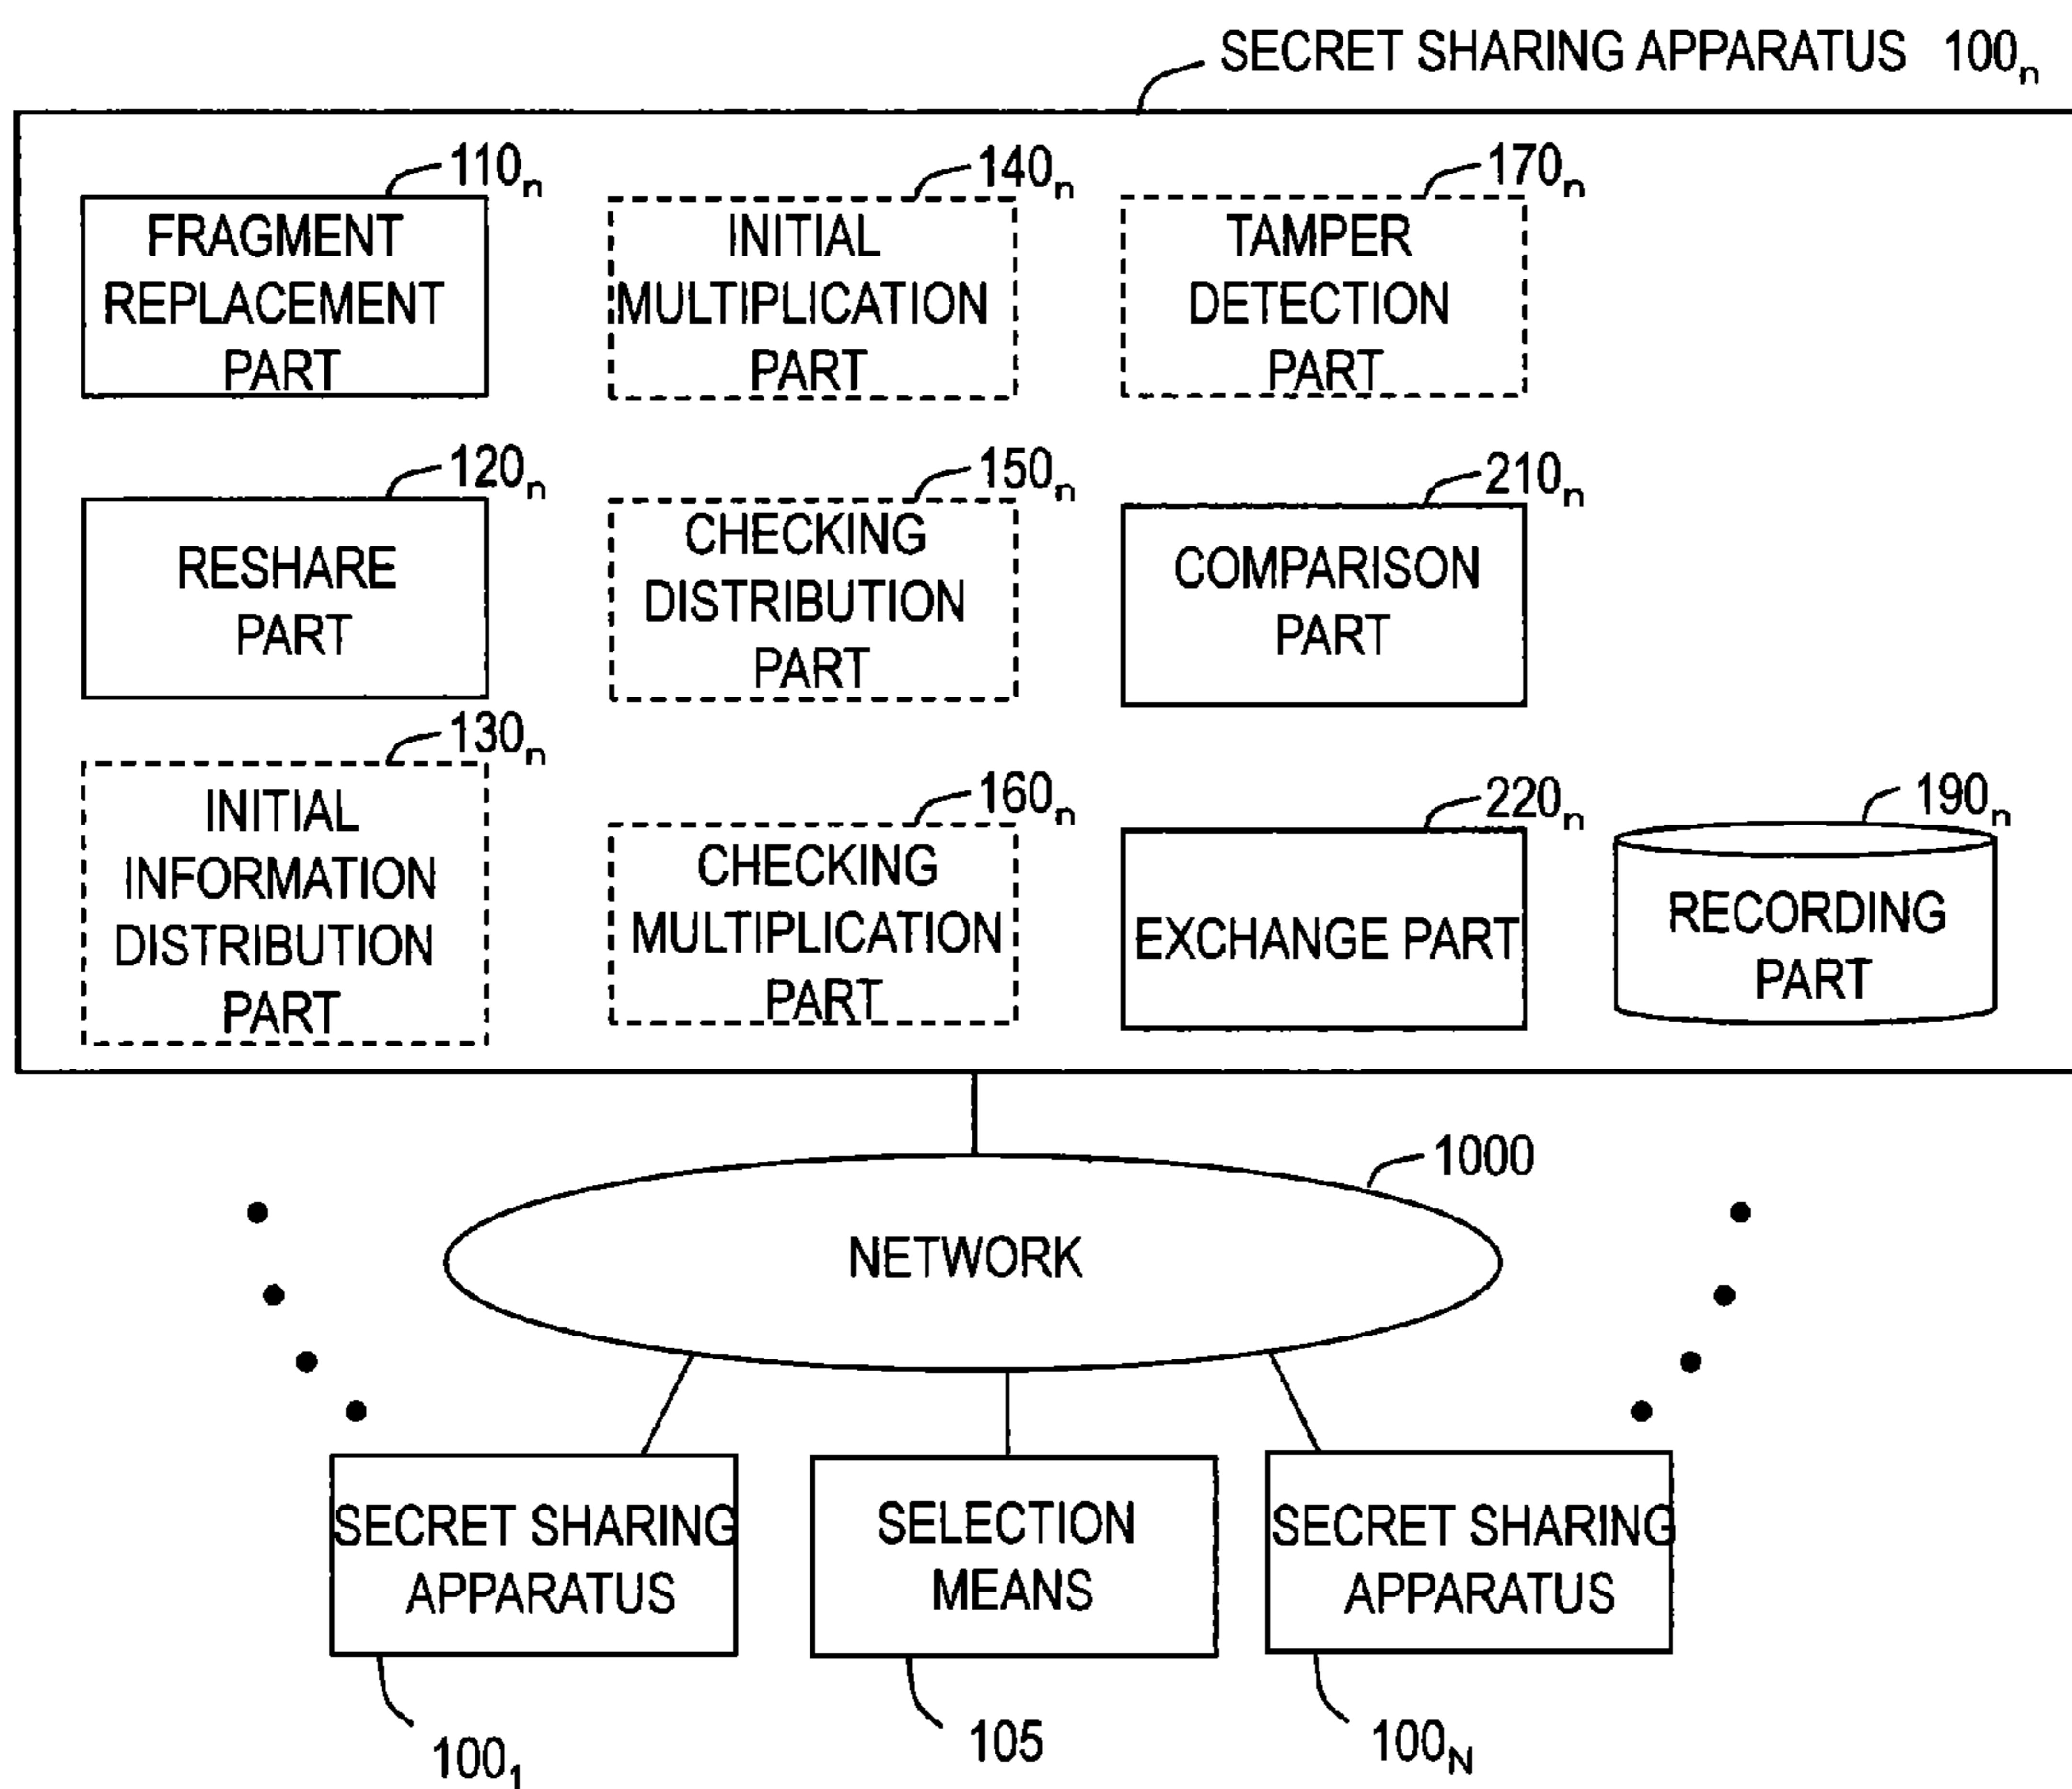 SECRET SHARING APPARATUS 100n
110n
140n
170n
FRAGMENT
REPLACEMENT
PART
INITIAL
MULTIPLICATION
PART
TAMPER
DETECTION
PART
120n
150n
210n
RESHARE
PART
CHECKING
DISTRIBUTION
PART
COMPARISON
PART
130n
160n
220n
190n
INITIAL
INFORMATION
DISTRIBUTION
PART
CHECKING
MULTIPLICATION
PART
EXCHANGE PART
RECORDING
PART
1000
NETWORK
SECRET SHARING
APPARATUS
SELECTION
MEANS
SECRET SHARING
APPARATUS
1001
105
100N